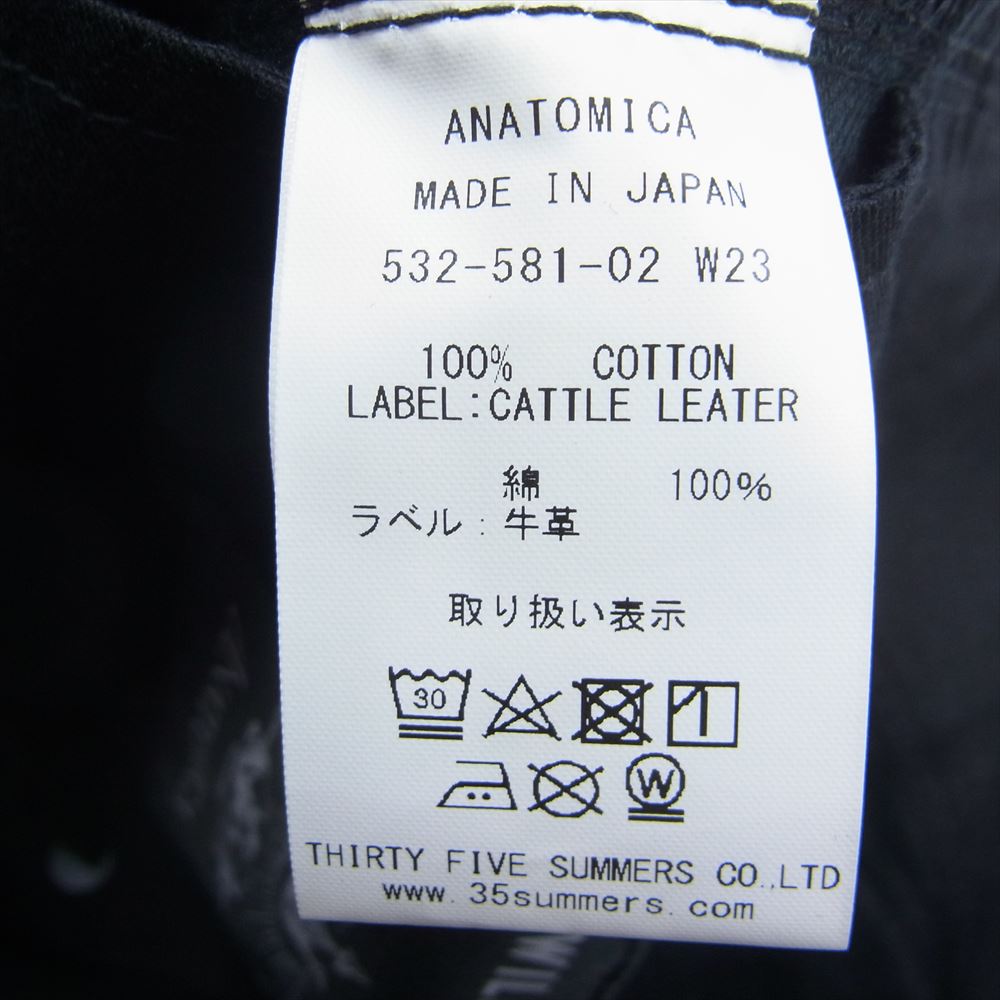 ANATOMICA
MADE IN JAPAN
532-581-02 W23
100% COTTON
LABEL:CATTLE LEATER
綿 100%
ラベル:牛革
取り扱い表示
30
W
THIRTY FIVE SUMMERS CO.,LTD
www.35summers.com